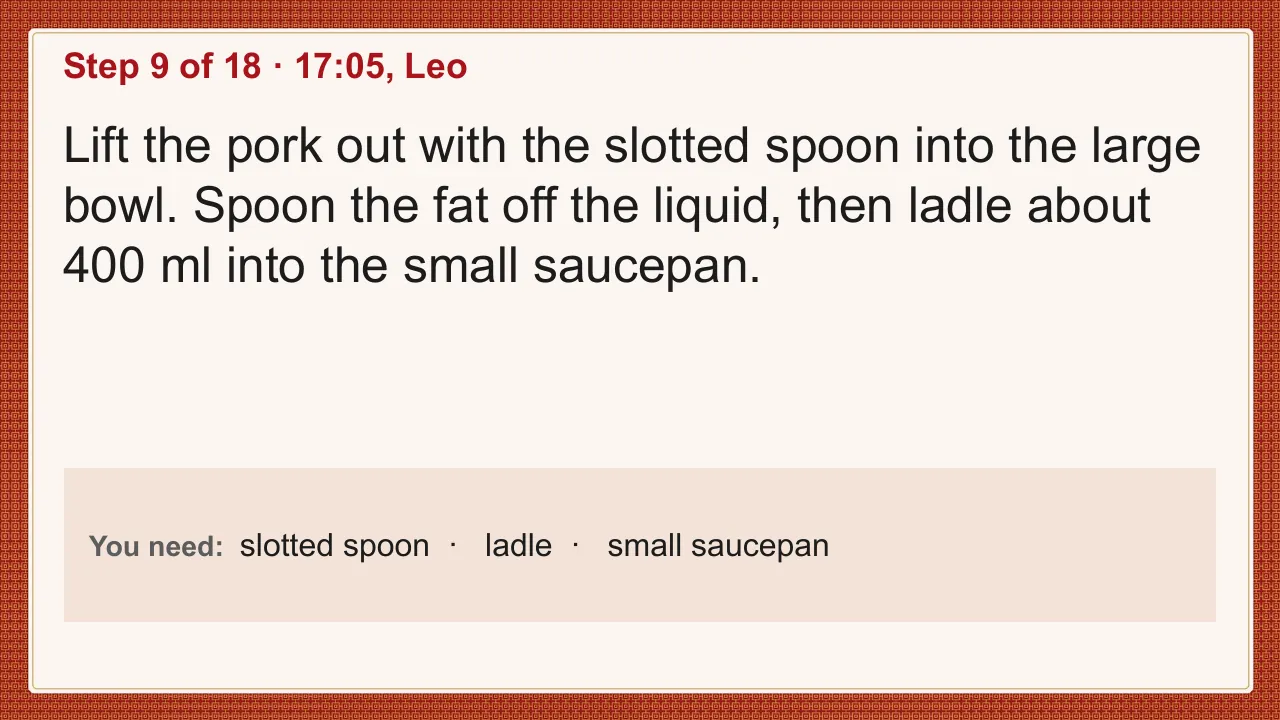 Step 9 of 18 · 17:05, Leo
Lift the pork out with the slotted spoon into the large
bowl. Spoon the fat off the liquid, then ladle about
400 ml into the small saucepan.
You need: slotted spoon · ladle · small saucepan